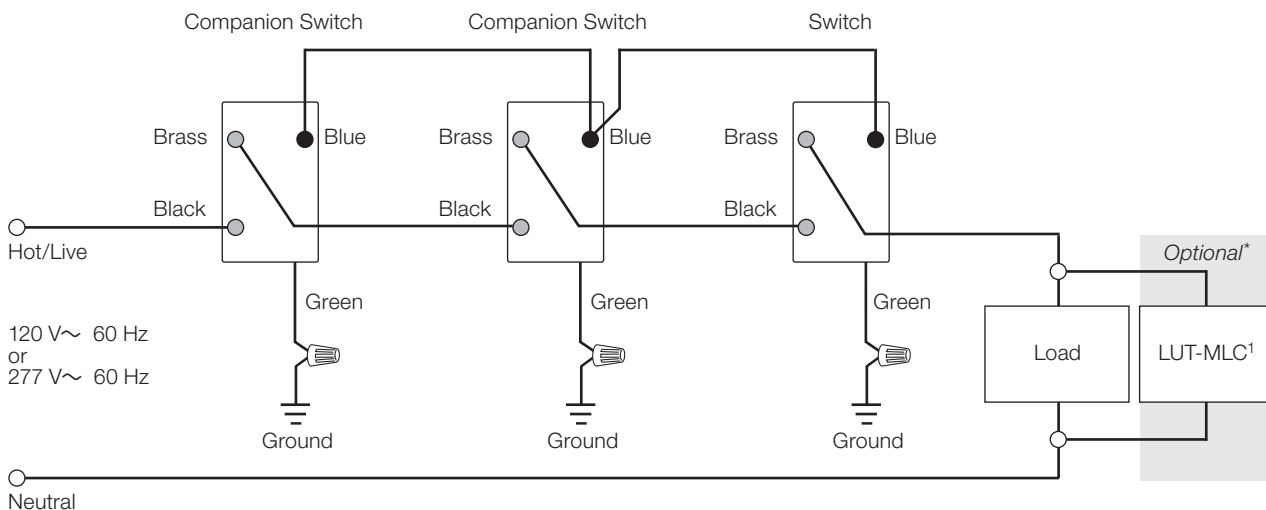 Companion Switch
Companion Switch
Switch
Brass
Blue
Brass
Blue
Brass
Blue
Black
Black
Black
Hot/Live
Optional*
Green
Green
Green
120 V~ 60 Hz
or
277 V~ 60 Hz
Load
LUT-MLC¹
Ground
Ground
Ground
Neutral